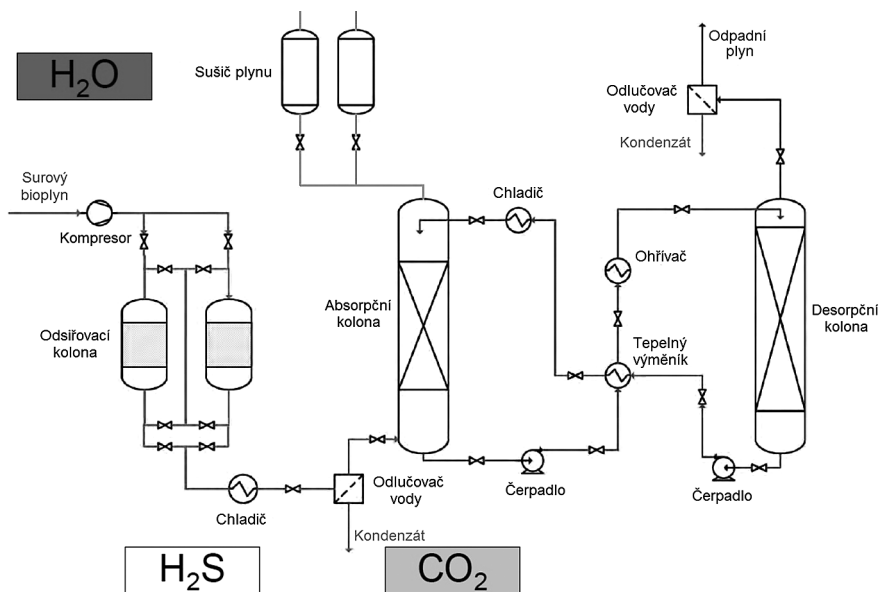 H2O
Sušič plynu
Odpadní
plyn
Odlučovač
vody
Kondenzát
Surový
bioplyn
Kompresor
Chladič
Ohřívač
Absorpční
kolona
Desorpční
kolona
Odsiřovací
kolona
Tepelný
výměník
Odlučovač
vody
Čerpadlo
Čerpadlo
Chladič
Kondenzát
H2S
CO2